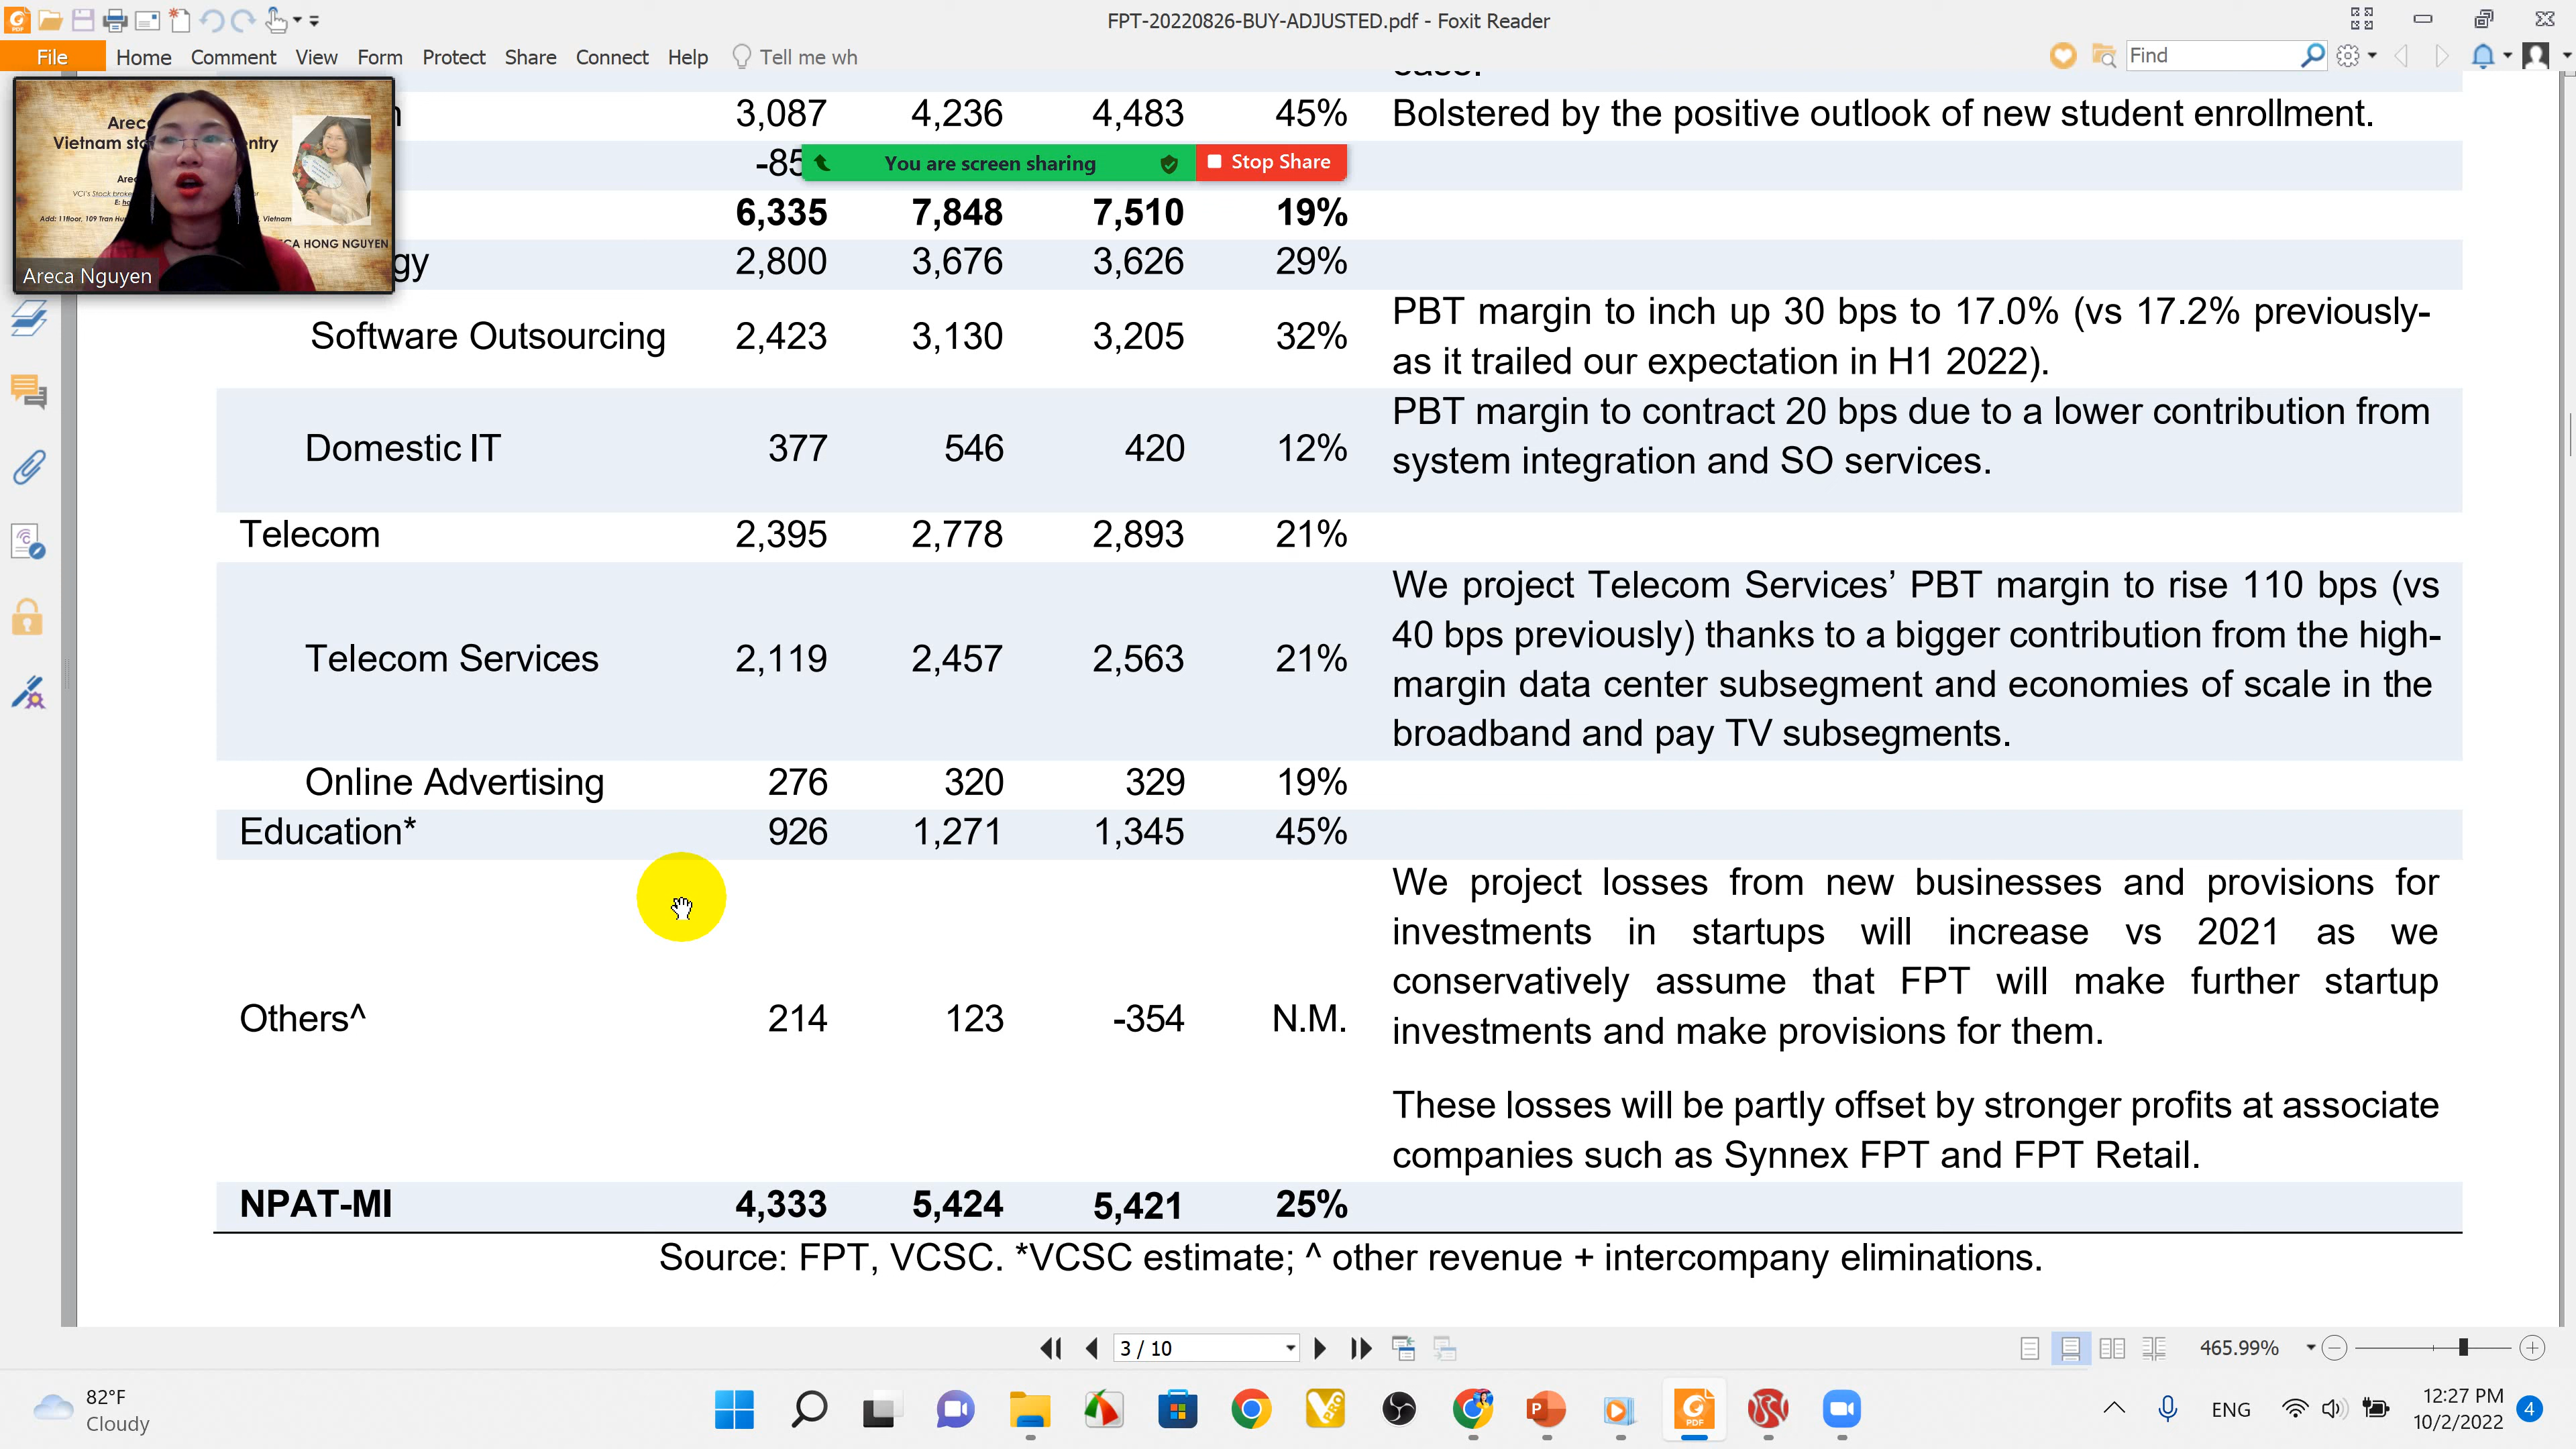 FPT-20220826-BUY-ADJUSTED.pdf - Foxit Reader
File Home Comment View Form Protect Share Connect Help Tell me wh
Find
3,087 4,236 4,483 45% Bolstered by the positive outlook of new student enrollment.
You are screen sharing Stop Share
6,335 7,848 7,510 19%
gy 2,800 3,676 3,626 29%
Vietnam
CA HONG NGUYEN
Areca Nguyen
Software Outsourcing 2,423 3,130 3,205 32% PBT margin to inch up 30 bps to 17.0% (vs 17.2% previously-
as it trailed our expectation in H1 2022).
Domestic IT 377 546 420 12% PBT margin to contract 20 bps due to a lower contribution from
system integration and SO services.
Telecom 2,395 2,778 2,893 21%
Telecom Services 2,119 2,457 2,563 21% We project Telecom Services’ PBT margin to rise 110 bps (vs
40 bps previously) thanks to a bigger contribution from the high-
margin data center subsegment and economies of scale in the
broadband and pay TV subsegments.
Online Advertising 276 320 329 19%
Education* 926 1,271 1,345 45%
Others^ 214 123 -354 N.M. We project losses from new businesses and provisions for
investments in startups will increase vs 2021 as we
conservatively assume that FPT will make further startup
investments and make provisions for them.
These losses will be partly offset by stronger profits at associate
companies such as Synnex FPT and FPT Retail.
NPAT-MI 4,333 5,424 5,421 25%
Source: FPT, VCSC. *VCSC estimate; ^ other revenue + intercompany eliminations.
3 / 10
465.99%
82°F
Cloudy
ENG
12:27 PM
10/2/2022
4